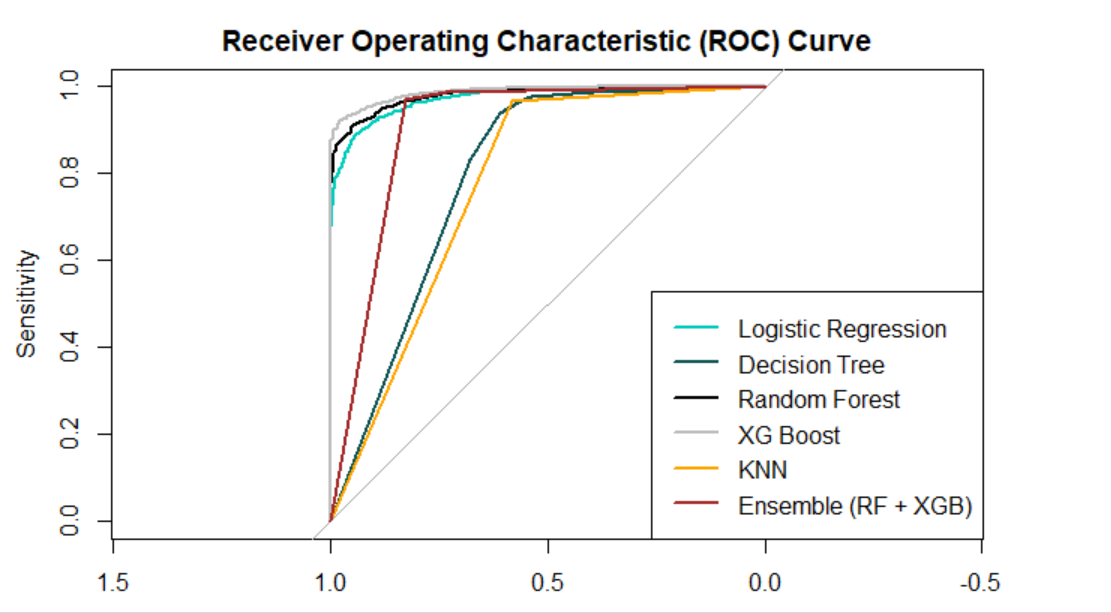 Receiver Operating Characteristic (ROC) Curve
Sensitivity
1.0
0.8
0.6
0.4
0.2
0.0
Logistic Regression
Decision Tree
Random Forest
XG Boost
KNN
Ensemble (RF + XGB)
1.5 1.0 0.5 0.0 -0.5